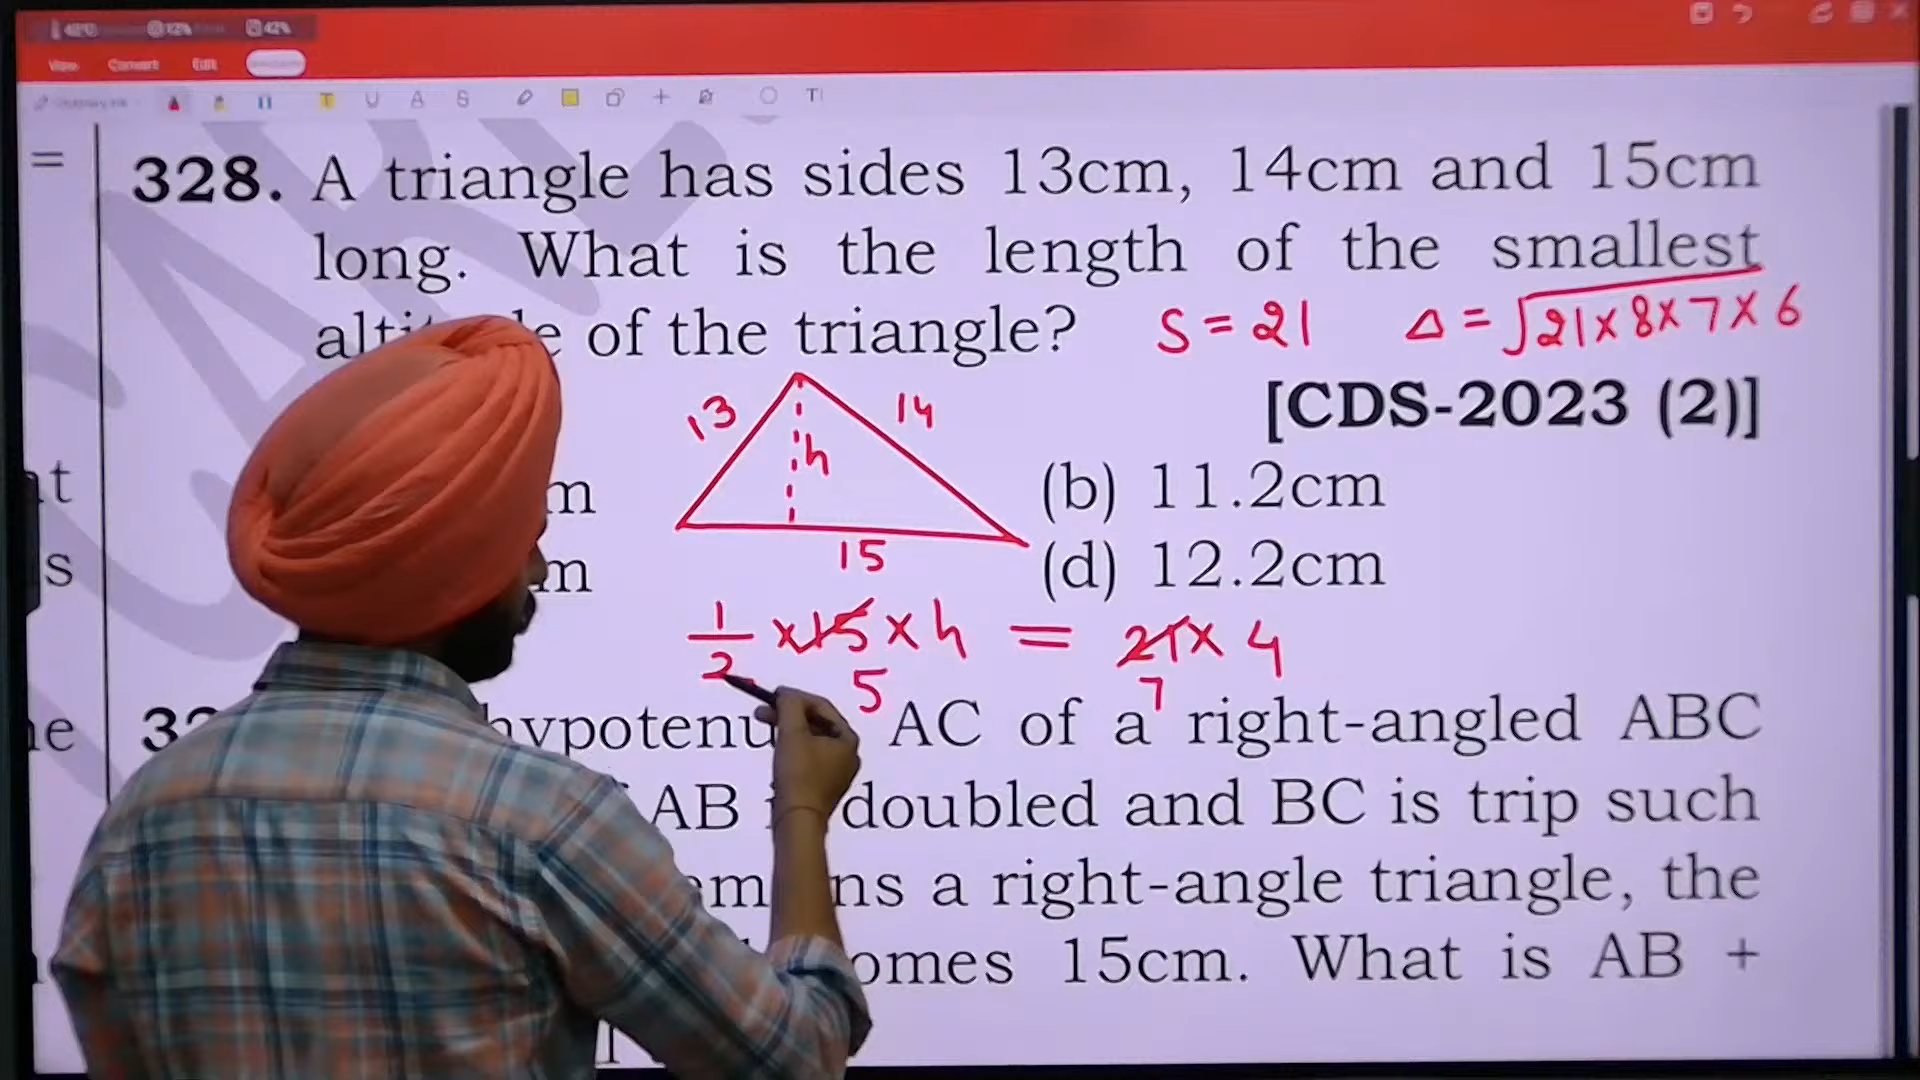 View Convert Edit
=
328. A triangle has sides 13cm, 14cm and 15cm
long. What is the length of the smallest
of the triangle? S = 21 Δ = √21×8×7×6
[CDS-2023 (2)]
13 14
h
15
m (b) 11.2cm
m (d) 12.2cm
1/2 × 15 × h = 21 × 4
5 7
AC of a right-angled ABC
AB doubled and BC is trip such
a right-angle triangle, the
omes 15cm. What is AB +